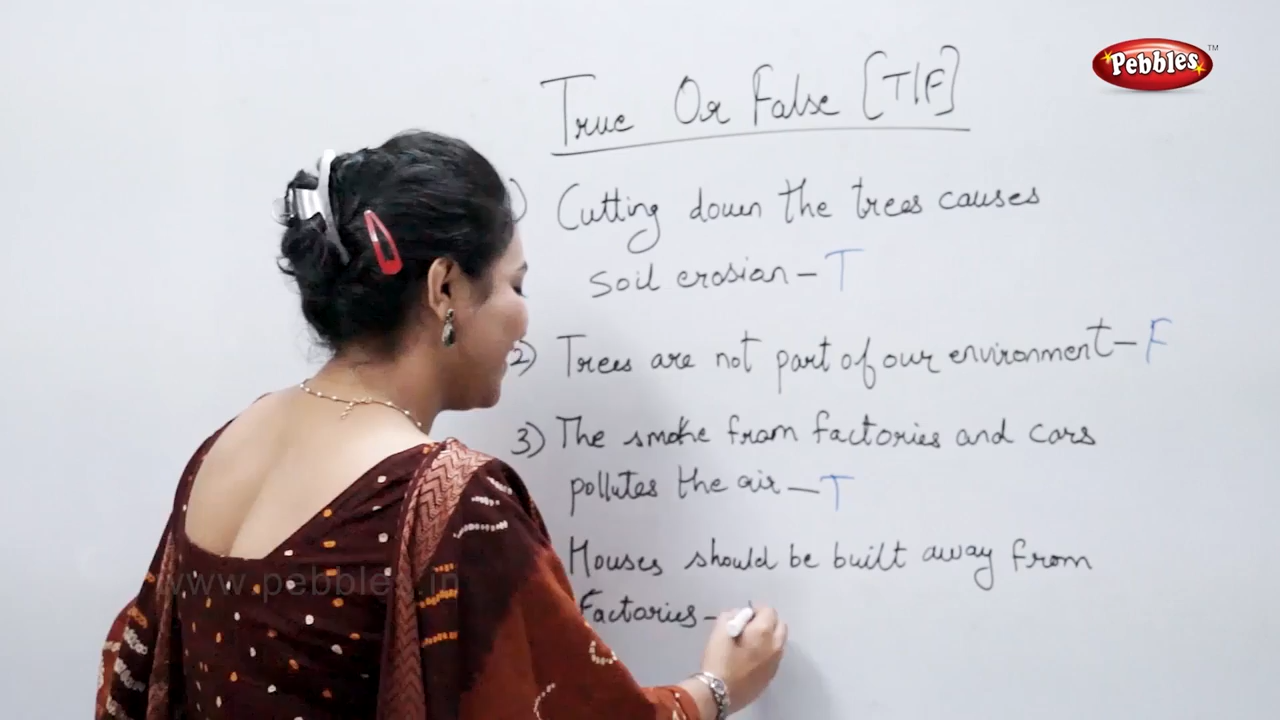 Pebbles™
True Or False [T/F]
1) Cutting down the trees causes
soil erosian – T
2) Trees are not part of our environment – F
3) The smoke from factories and cars
pollutes the air – T
Houses should be built away from
Factories –
www.pebbles.in